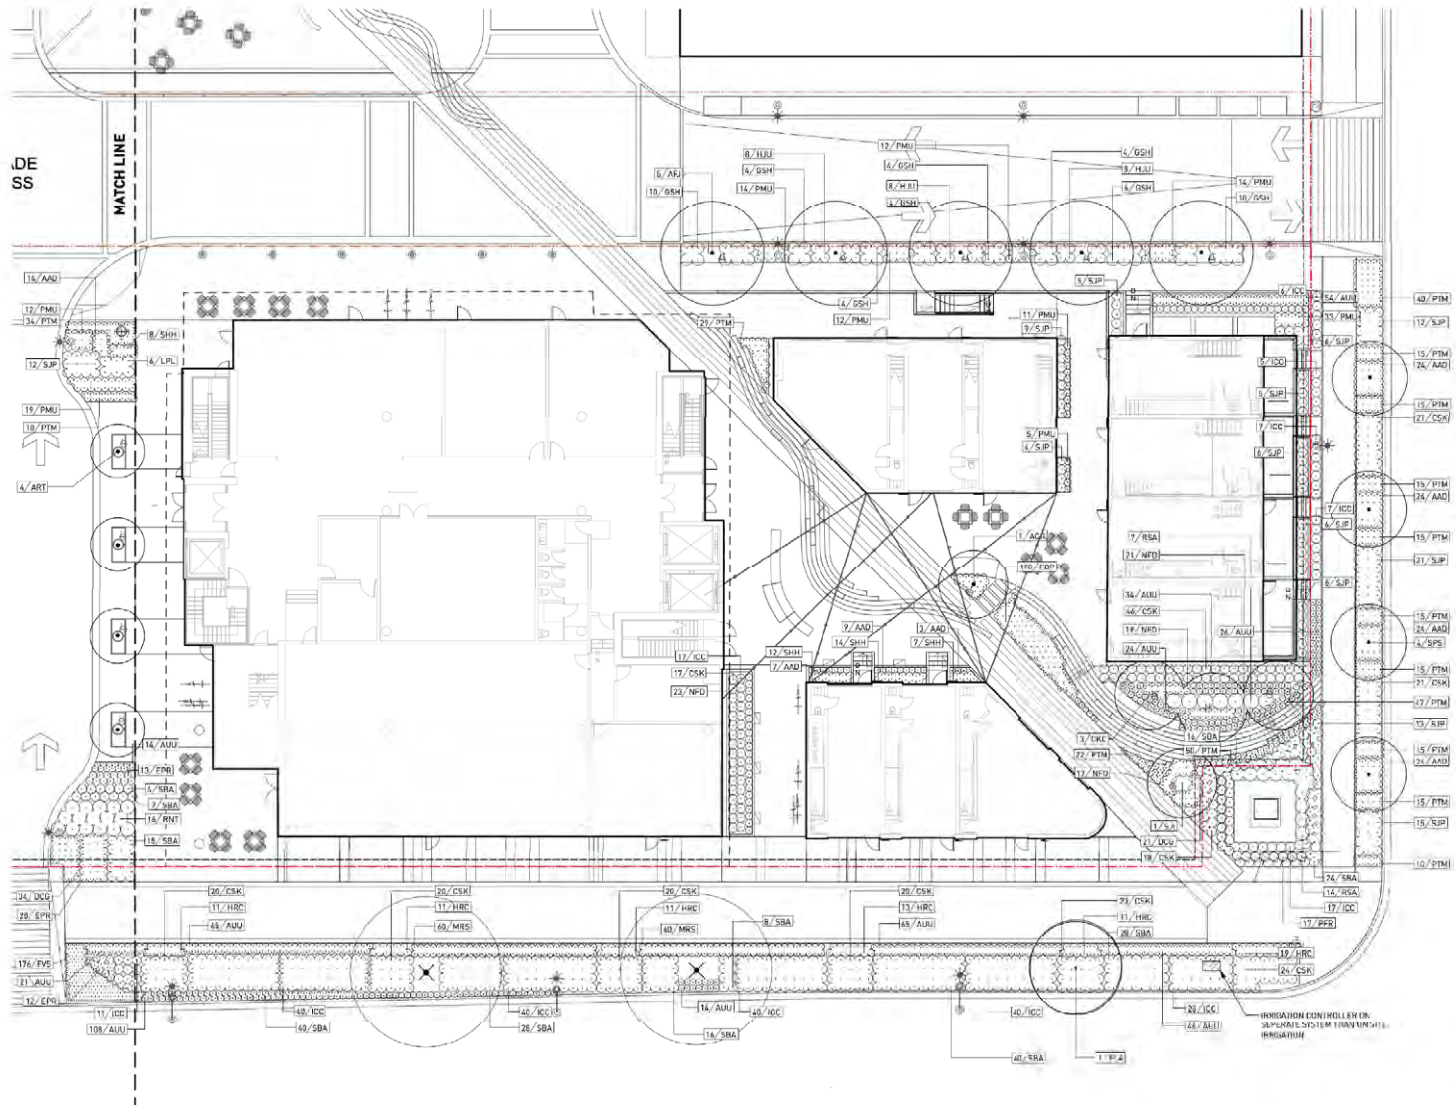 ADE
SS
MATCHLINE
12/PMU
8/HJU
4/GSH
4/GSH
4/GSH
8/HJU
5/AFJ
14/PMU
8/HJU
6/GSH
14/PMU
10/GSH
4/GSH
10/GSH
14/AAD
12/PMU
34/PTM
8/SHH
12/SJP
6/LPL
19/PMU
18/PTM
4/ART
5/SJP
6/ICC
54/AUU
40/PTM
4/GSH
12/PMU
11/PMU
33/PMU
12/SJP
29/PTM
9/SJP
6/SJP
15/PTM
24/AAD
5/ICC
5/SJP
15/PTM
21/CSK
7/ICC
5/PMU
4/SJP
6/SJP
15/PTM
24/AAD
7/ICC
6/SJP
15/PTM
7/RSA
21/NFD
21/SJP
6/SJP
34/AUU
46/CSK
15/PTM
24/AAD
4/SPS
9/AAD
3/AAD
19/NFD
26/AUU
14/SHH
7/SHH
24/AUU
12/SHH
7/AAD
17/ICC
17/CSK
23/NFD
15/PTM
21/CSK
47/PTM
13/SJP
3/CKC
16/SBA
22/PTM
50/PTM
17/NFD
15/PTM
24/AAD
15/PTM
15/SJP
10/PTM
14/AUU
13/EPR
4/SBA
7/SBA
16/RNT
15/SBA
1/SJI
21/DCG
18/CSK
24/SBA
14/RSA
17/ICC
17/PFR
34/DCG
28/EPR
20/CSK
11/HRC
45/AUU
20/CSK
11/HRC
60/MRS
20/CSK
11/HRC
60/MRS
8/SBA
20/CSK
13/HRC
65/AUU
20/CSK
11/HRC
28/SBA
19/HRC
24/CSK
176/FVS
21/AUU
12/EPR
11/ICC
108/AUU
40/ICC
40/SBA
40/ICC
28/SBA
14/AUU
40/ICC
16/SBA
40/ICC
40/SBA
1/PLA
20/ICC
46/AUU
IRRIGATION CONTROLLER ON
SEPERATE SYSTEM THAN ONSITE
IRRIGATION